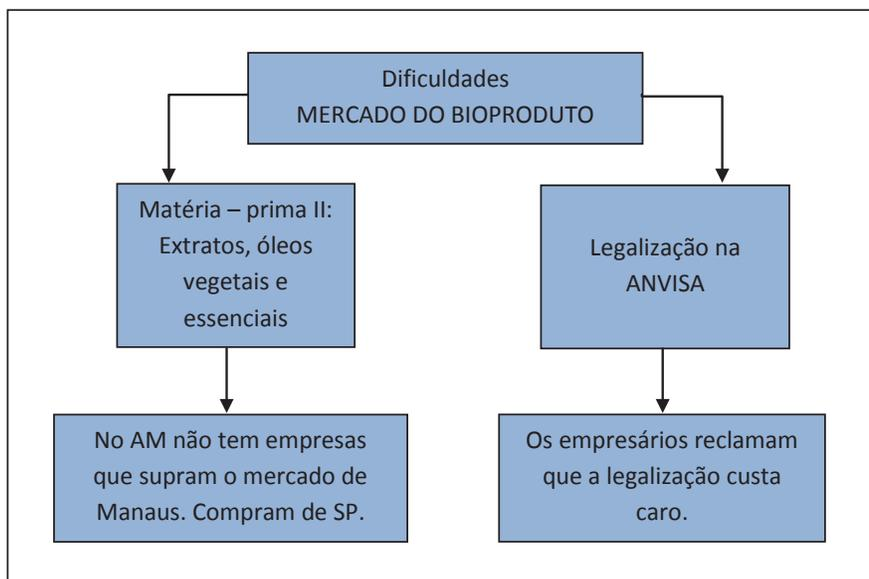 Dificuldades
MERCADO DO BIOPRODUTO
Matéria – prima II:
Extratos, óleos
vegetais e
essenciais
Legalização na
ANVISA
No AM não tem empresas
que supram o mercado de
Manaus. Compram de SP.
Os empresários reclamam
que a legalização custa
caro.